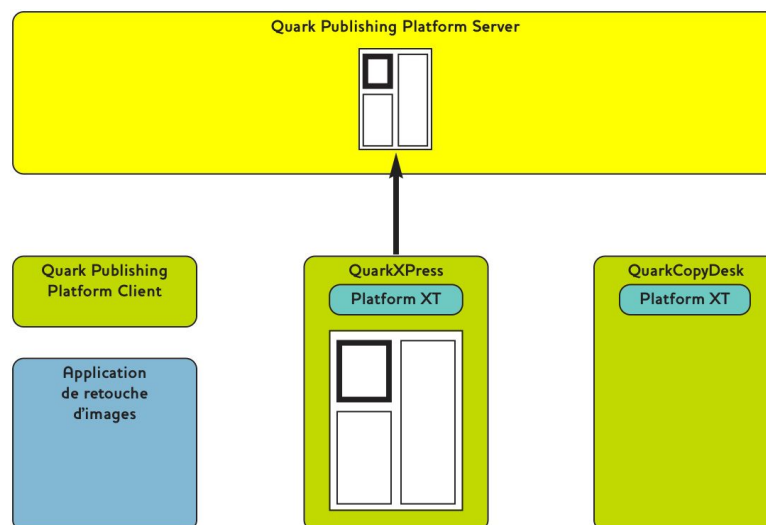 Quark Publishing Platform Server
Quark Publishing
Platform Client
QuarkXPress
Platform XT
QuarkCopyDesk
Platform XT
Application
de retouche
d'images